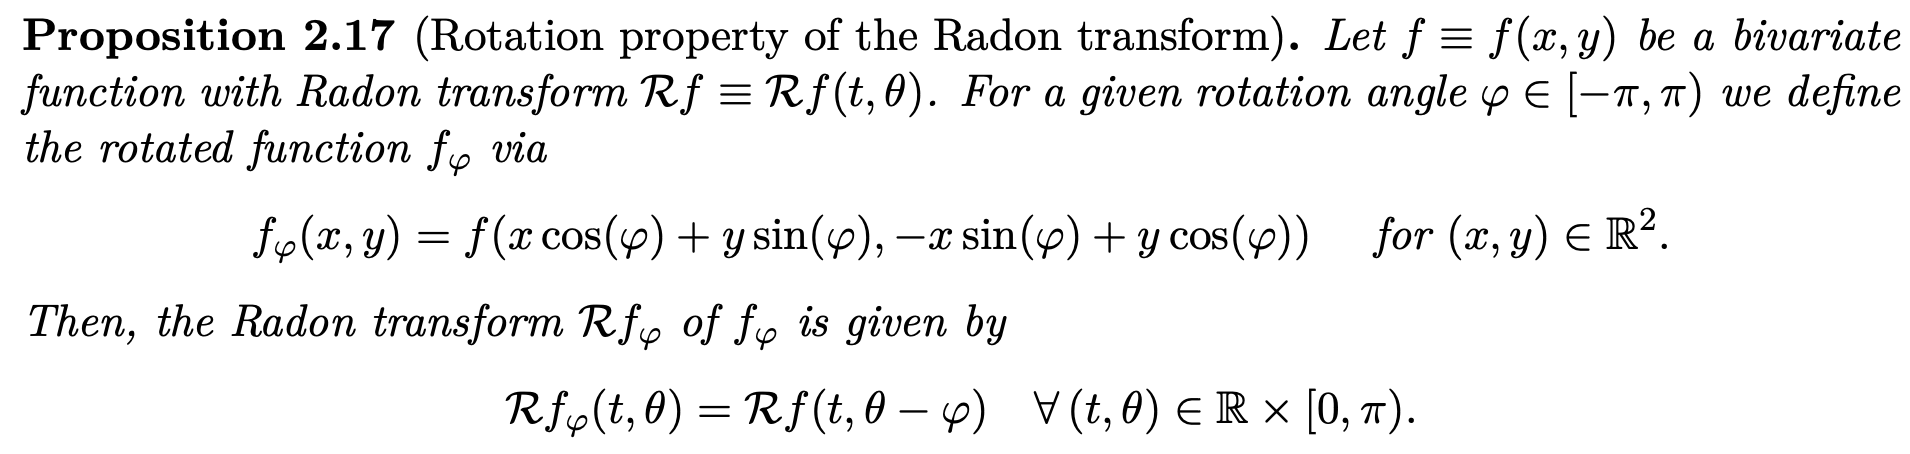 Proposition 2.17 (Rotation property of the Radon transform). Let f ≡ f(x, y) be a bivariate
function with Radon transform ℛf ≡ ℛf(t, θ). For a given rotation angle φ ∈ [−π, π) we define
the rotated function f_φ via
f_φ(x, y) = f(x cos(φ) + y sin(φ), −x sin(φ) + y cos(φ)) for (x, y) ∈ ℝ².
Then, the Radon transform ℛf_φ of f_φ is given by
ℛf_φ(t, θ) = ℛf(t, θ − φ) ∀ (t, θ) ∈ ℝ × [0, π).